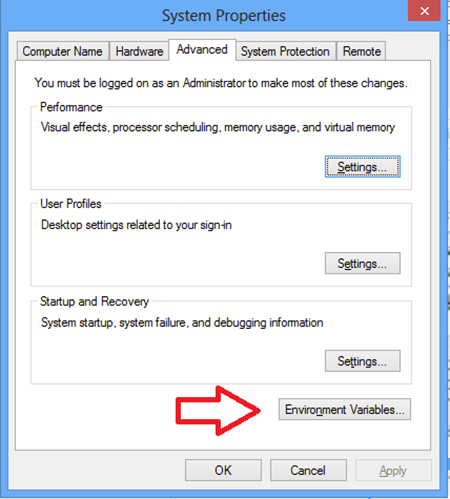 System Properties
Computer Name Hardware Advanced System Protection Remote
You must be logged on as an Administrator to make most of these changes.
Performance
Visual effects, processor scheduling, memory usage, and virtual memory
Settings...
User Profiles
Desktop settings related to your sign-in
Settings...
Startup and Recovery
System startup, system failure, and debugging information
Settings...
Environment Variables...
OK Cancel Apply